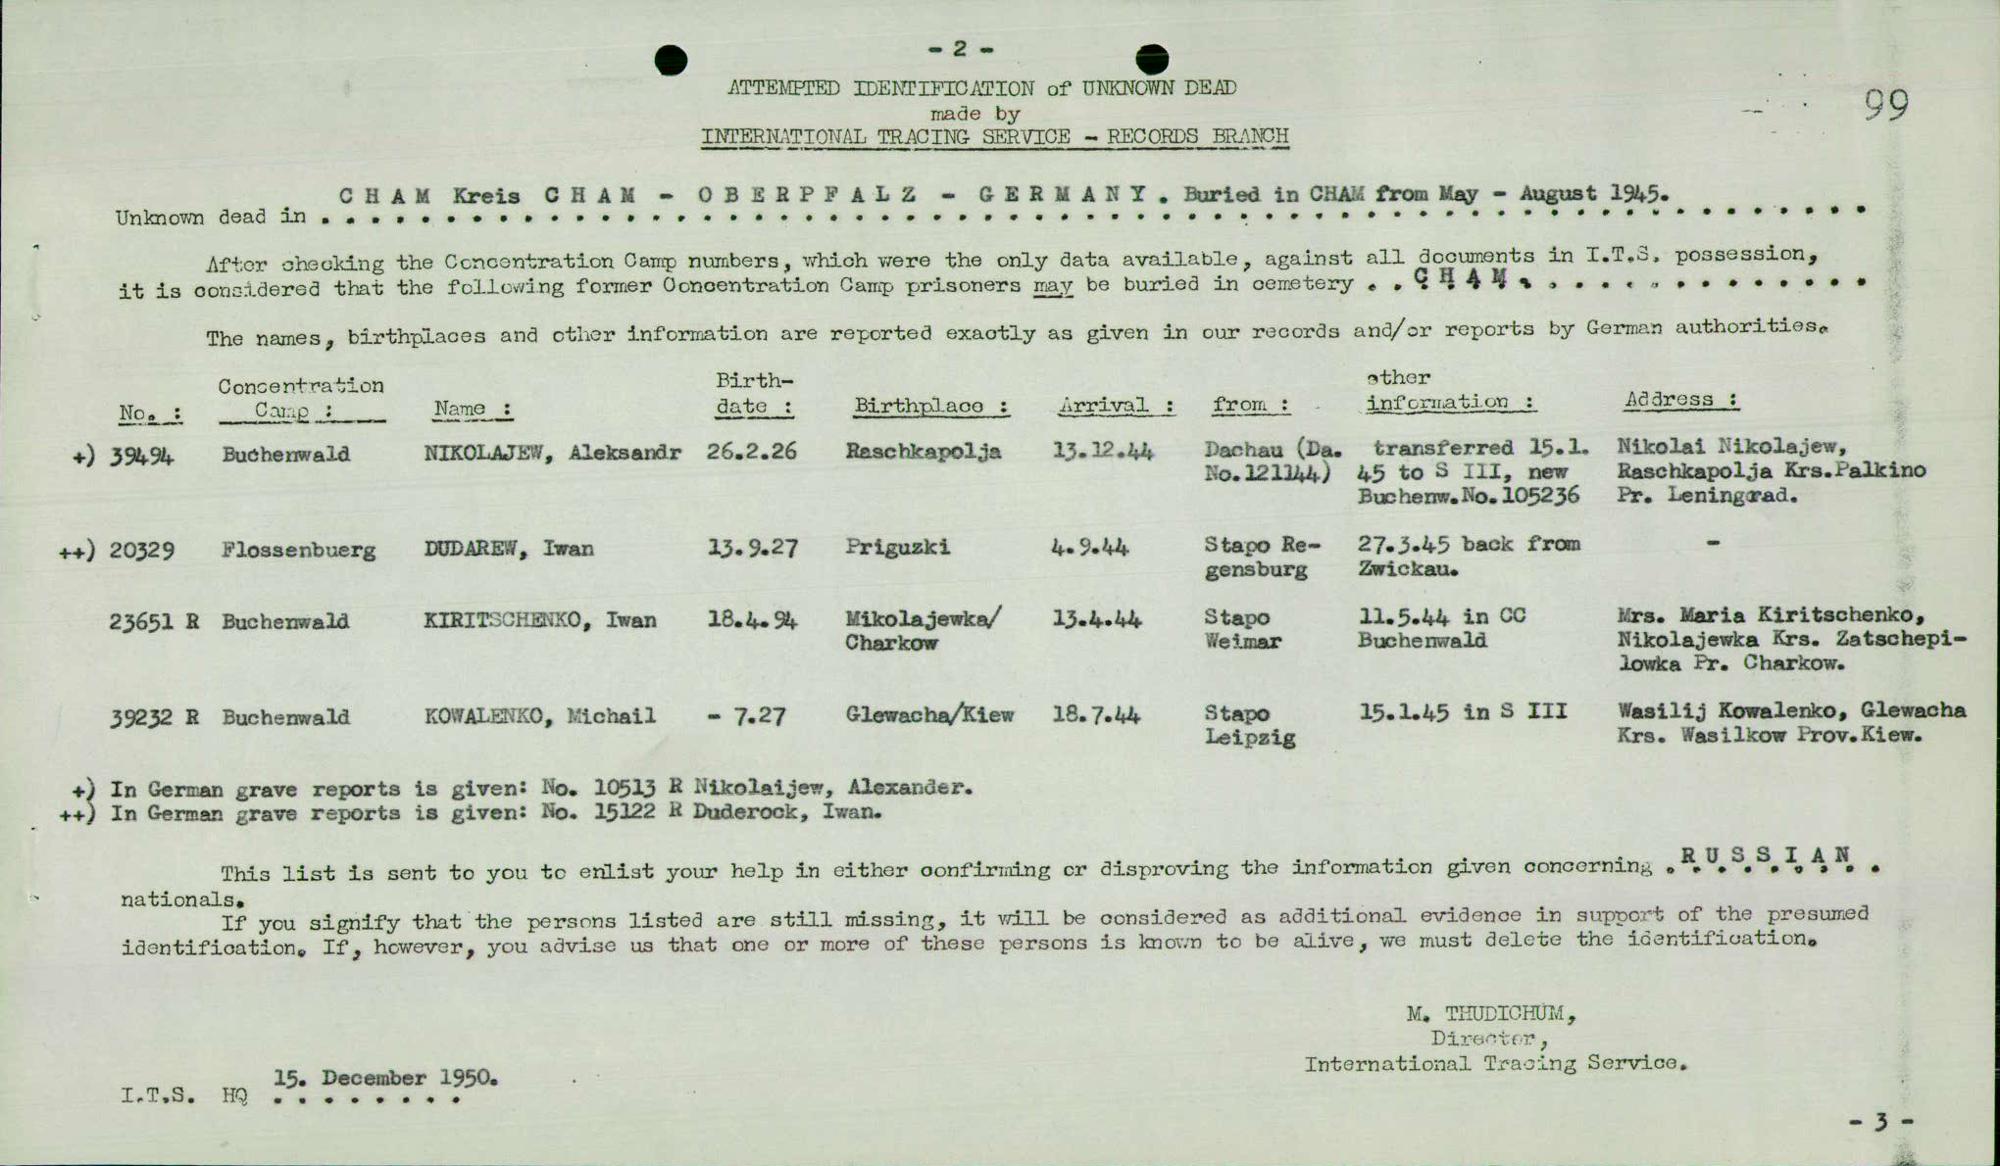 - 2 -
ATTEMPTED IDENTIFICATION of UNKNOWN DEAD
made by
INTERNATIONAL TRACING SERVICE - RECORDS BRANCH
99
C H A M Kreis C H A M - O B E R P F A L Z - G E R M A N Y . Buried in CHAM from May - August 1945.
Unknown dead in . . . . . . . . . . . . . . . . . . . . . . . . . . . . . . . . . . . . . . . . . . . . . . . . . .
After checking the Concentration Camp numbers, which were the only data available, against all documents in I.T.S. possession,
it is considered that the following former Concentration Camp prisoners may be buried in cemetery . . C H A M. . . . . . . . . . . . . . .
The names, birthplaces and other information are reported exactly as given in our records and/or reports by German authorities.
No. : Concentration Camp : Name : Birth-date : Birthplace : Arrival : from : other information : Address :
+) 39494 Buchenwald NIKOLAJEW, Aleksandr 26.2.26 Raschkapolja 13.12.44 Dachau (Da. transferred 15.1. Nikolai Nikolajew,
No.121144) 45 to S III, new Raschkapolja Krs.Palkino
Buchenw.No.105236 Pr. Leningrad.
++) 20329 Flossenbuerg DUDAREW, Iwan 13.9.27 Priguzki 4.9.44 Stapo Re- 27.3.45 back from -
gensburg Zwickau.
23651 R Buchenwald KIRITSCHENKO, Iwan 18.4.94 Mikolajewka/ 13.4.44 Stapo 11.5.44 in CC Mrs. Maria Kiritschenko,
Charkow Weimar Buchenwald Nikolajewka Krs. Zatschepi-
lowka Pr. Charkow.
39232 R Buchenwald KOWALENKO, Michail - 7.27 Glewacha/Kiew 18.7.44 Stapo 15.1.45 in S III Wasilij Kowalenko, Glewacha
Leipzig Krs. Wasilkow Prov.Kiew.
+) In German grave reports is given: No. 10513 R Nikolaijew, Alexander.
++) In German grave reports is given: No. 15122 R Duderock, Iwan.
This list is sent to you to enlist your help in either confirming or disproving the information given concerning . R U S S I A N .
nationals.
If you signify that the persons listed are still missing, it will be considered as additional evidence in support of the presumed
identification. If, however, you advise us that one or more of these persons is known to be alive, we must delete the identification.
M. THUDICHUM,
Director,
International Tracing Service.
15. December 1950.
I.T.S. HQ . . . . . . . .
- 3 -